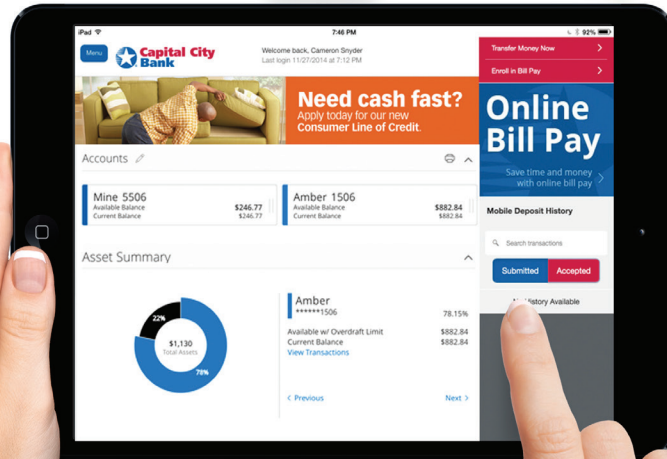 iPad
7:46 PM
92%
Menu
Capital City
Bank
Welcome back, Cameron Snyder
Last login 11/27/2014 at 7:12 PM
Transfer Money Now
Enroll in Bill Pay
Need cash fast?
Apply today for our new
Consumer Line of Credit.
Online
Bill Pay
Save time and money
with online bill pay
Accounts
Mine 5506
Available Balance $246.77
Current Balance $246.77
Amber 1506
Available Balance $882.84
Current Balance $882.84
Mobile Deposit History
Search transactions
Submitted
Accepted
History Available
Asset Summary
22%
$1,130
Total Assets
78%
Amber
******1506
78.15%
Available w/ Overdraft Limit $882.84
Current Balance $882.84
View Transactions
< Previous
Next >